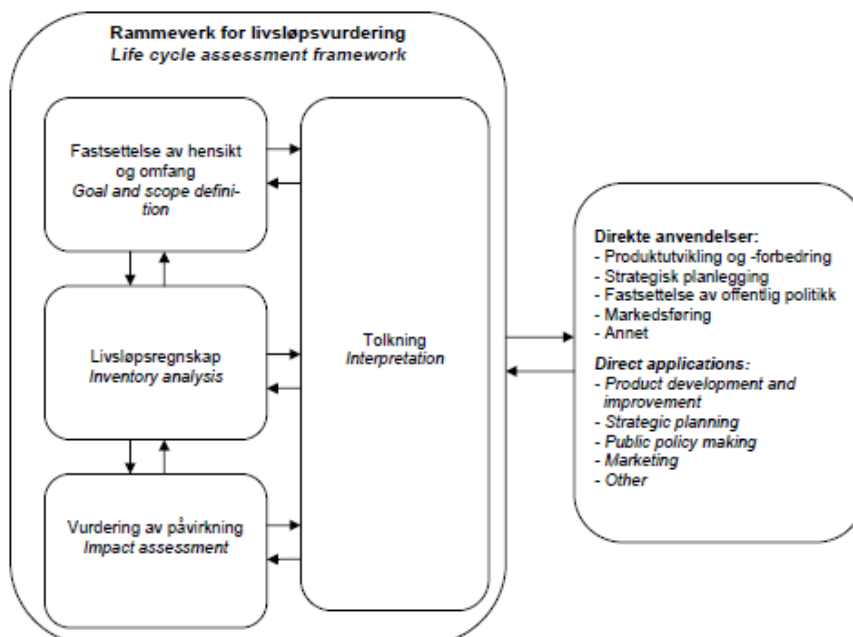 Rammeverk for livsløpsvurdering
Life cycle assessment framework
Fastsettelse av hensikt
og omfang
Goal and scope defini-
tion
Livsløpsregnskap
Inventory analysis
Vurdering av påvirkning
Impact assessment
Tolkning
Interpretation
Direkte anvendelser:
- Produktutvikling og -forbedring
- Strategisk planlegging
- Fastsettelse av offentlig politikk
- Markedsføring
- Annet
Direct applications:
- Product development and
improvement
- Strategic planning
- Public policy making
- Marketing
- Other